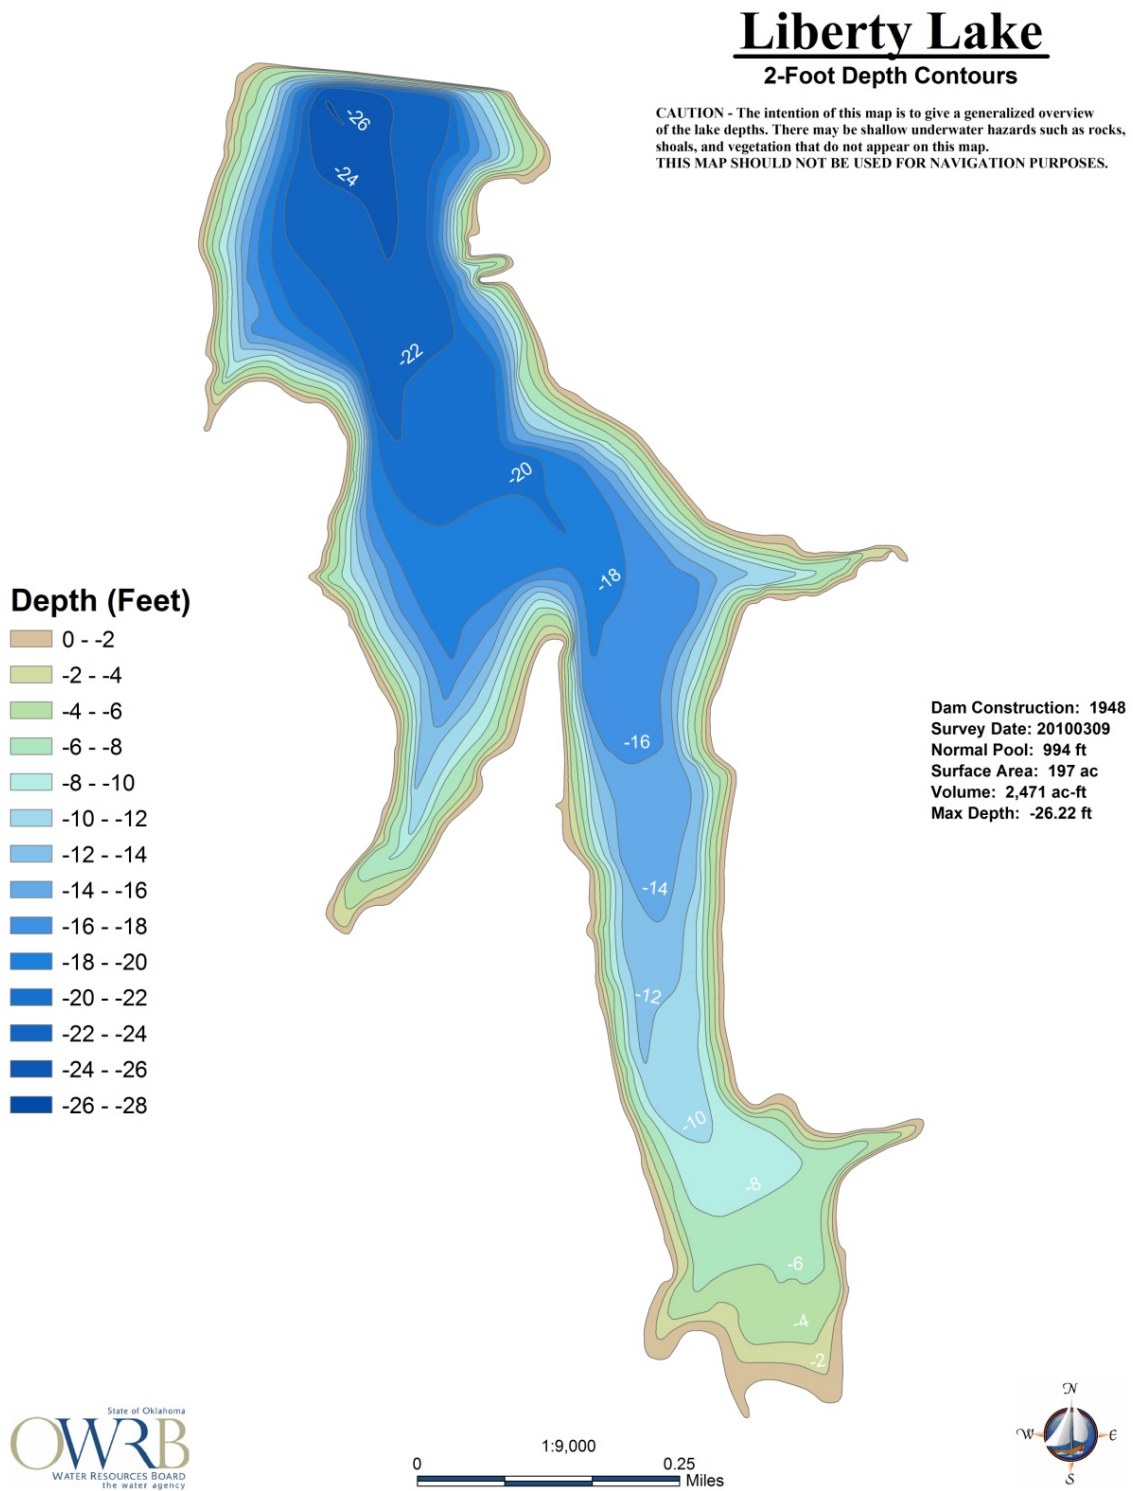 Liberty Lake
2-Foot Depth Contours
CAUTION - The intention of this map is to give a generalized overview
of the lake depths. There may be shallow underwater hazards such as rocks,
shoals, and vegetation that do not appear on this map.
THIS MAP SHOULD NOT BE USED FOR NAVIGATION PURPOSES.
-26
-24
-22
-20
-18
-16
-14
-12
-10
-8
-6
-4
-2
Depth (Feet)
0 - -2
-2 - -4
-4 - -6
-6 - -8
-8 - -10
-10 - -12
-12 - -14
-14 - -16
-16 - -18
-18 - -20
-20 - -22
-22 - -24
-24 - -26
-26 - -28
Dam Construction: 1948
Survey Date: 20100309
Normal Pool: 994 ft
Surface Area: 197 ac
Volume: 2,471 ac-ft
Max Depth: -26.22 ft
State of Oklahoma
OWRB
WATER RESOURCES BOARD
the water agency
1:9,000
0 0.25
Miles
N
W E
S